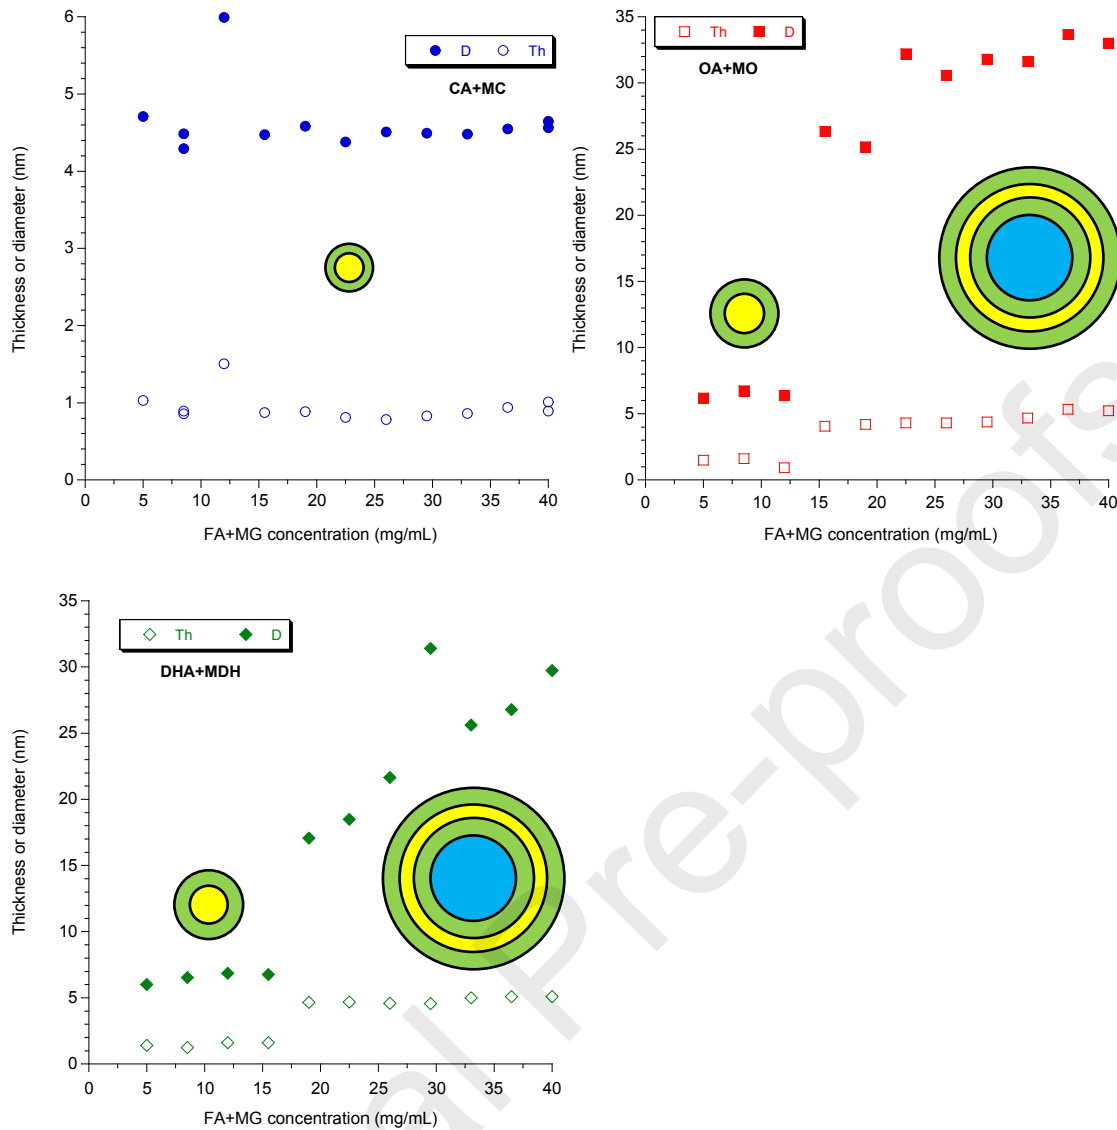 D Th
CA+MC
Thickness or diameter (nm)
6
5
4
3
2
1
0
0 5 10 15 20 25 30 35 40
FA+MG concentration (mg/mL)
Th D
OA+MO
Thickness or diameter (nm)
35
30
25
20
15
10
5
0
0 5 10 15 20 25 30 35 40
FA+MG concentration (mg/mL)
Th D
DHA+MDH
Thickness or diameter (nm)
35
30
25
20
15
10
5
0
0 5 10 15 20 25 30 35 40
FA+MG concentration (mg/mL)
al Pre-proofs